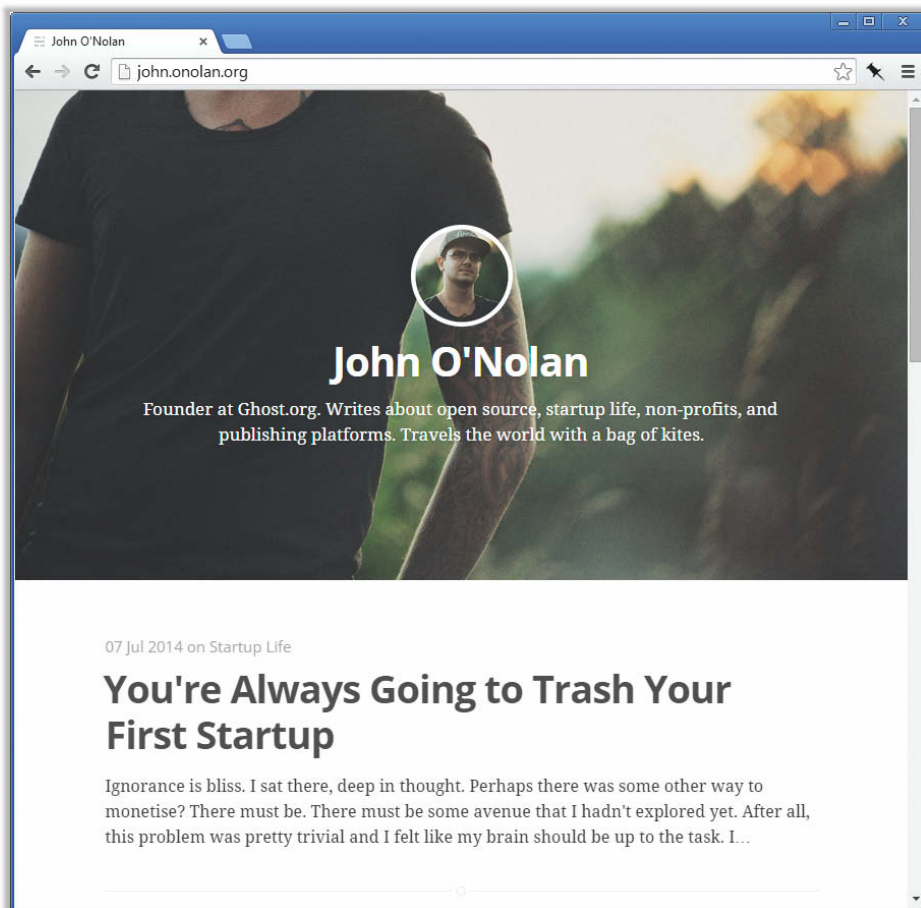 John O'Nolan
john.onolan.org
John O'Nolan
Founder at Ghost.org. Writes about open source, startup life, non-profits, and
publishing platforms. Travels the world with a bag of kites.
07 Jul 2014 on Startup Life
You're Always Going to Trash Your
First Startup
Ignorance is bliss. I sat there, deep in thought. Perhaps there was some other way to
monetise? There must be. There must be some avenue that I hadn't explored yet. After all,
this problem was pretty trivial and I felt like my brain should be up to the task. I…